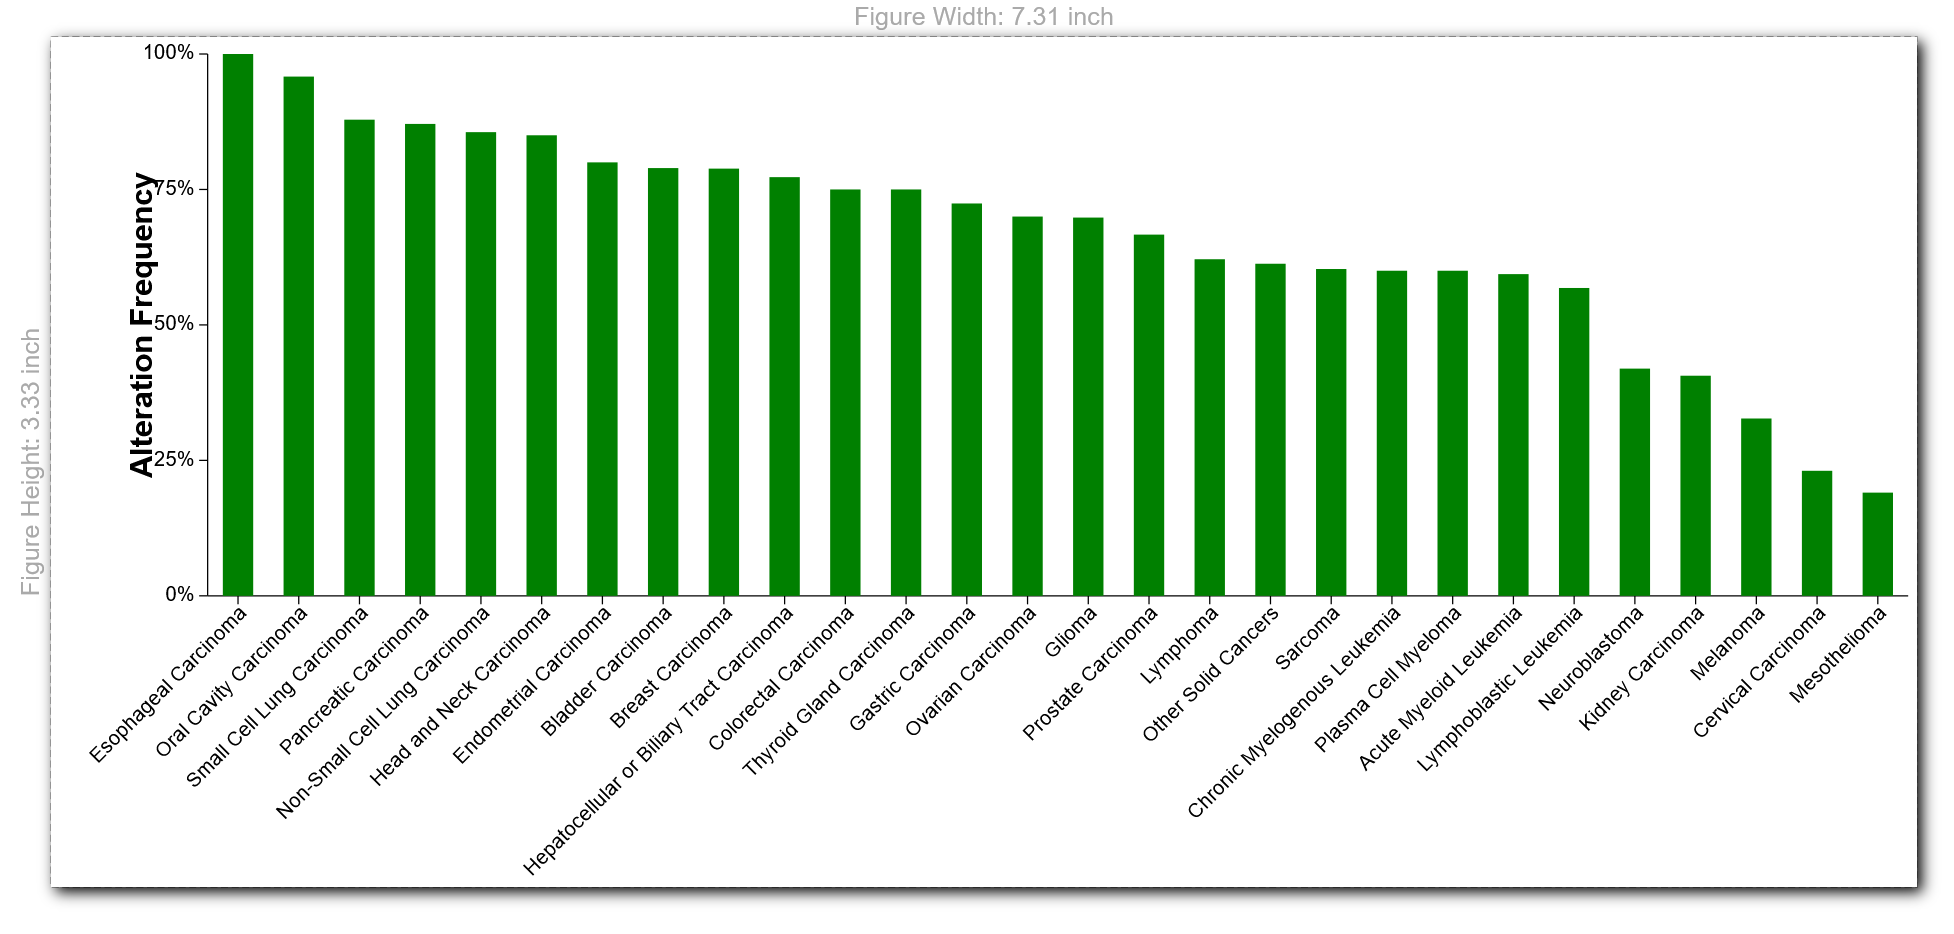 Figure Width: 7.31 inch
Figure Height: 3.33 inch
Alteration Frequency
100%
75%
50%
25%
0%
Esophageal Carcinoma
Oral Cavity Carcinoma
Small Cell Lung Carcinoma
Pancreatic Carcinoma
Non-Small Cell Lung Carcinoma
Head and Neck Carcinoma
Endometrial Carcinoma
Bladder Carcinoma
Breast Carcinoma
Hepatocellular or Biliary Tract Carcinoma
Colorectal Carcinoma
Thyroid Gland Carcinoma
Gastric Carcinoma
Ovarian Carcinoma
Glioma
Prostate Carcinoma
Lymphoma
Other Solid Cancers
Sarcoma
Chronic Myelogenous Leukemia
Plasma Cell Myeloma
Acute Myeloid Leukemia
Lymphoblastic Leukemia
Neuroblastoma
Kidney Carcinoma
Melanoma
Cervical Carcinoma
Mesothelioma